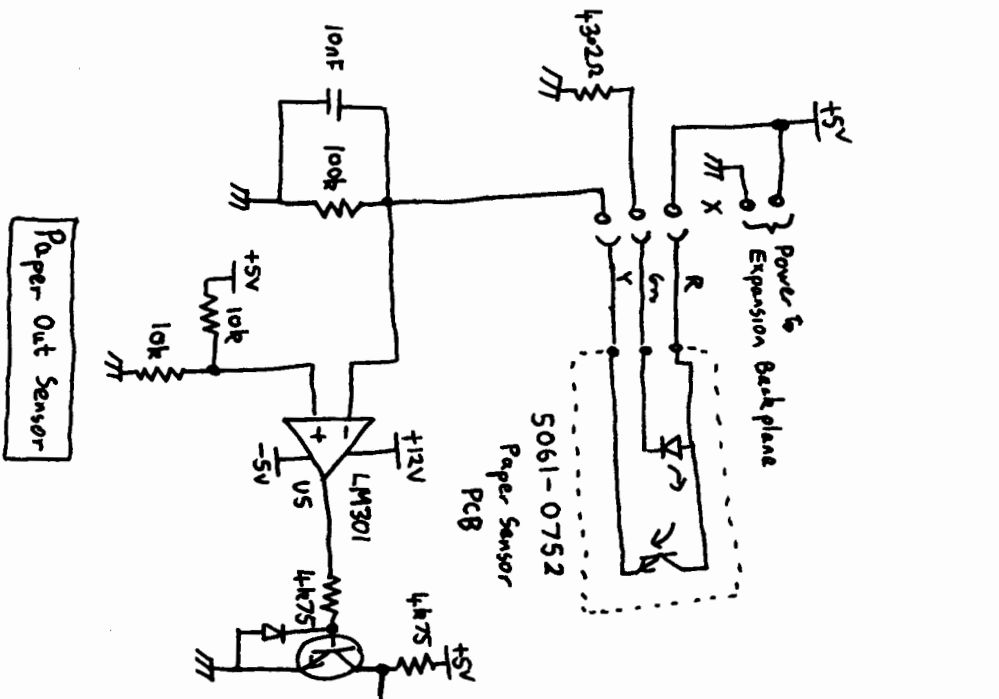 +5V
Power to
Expansion Backplane
X
4302Ω
R
Gn
Y
5061-0752
Paper Sensor
PCB
+5V
4k75
+12V
LM301
U5
-
+
-5V
4k75
10nF
100k
+5V
10k
10k
Paper Out Sensor